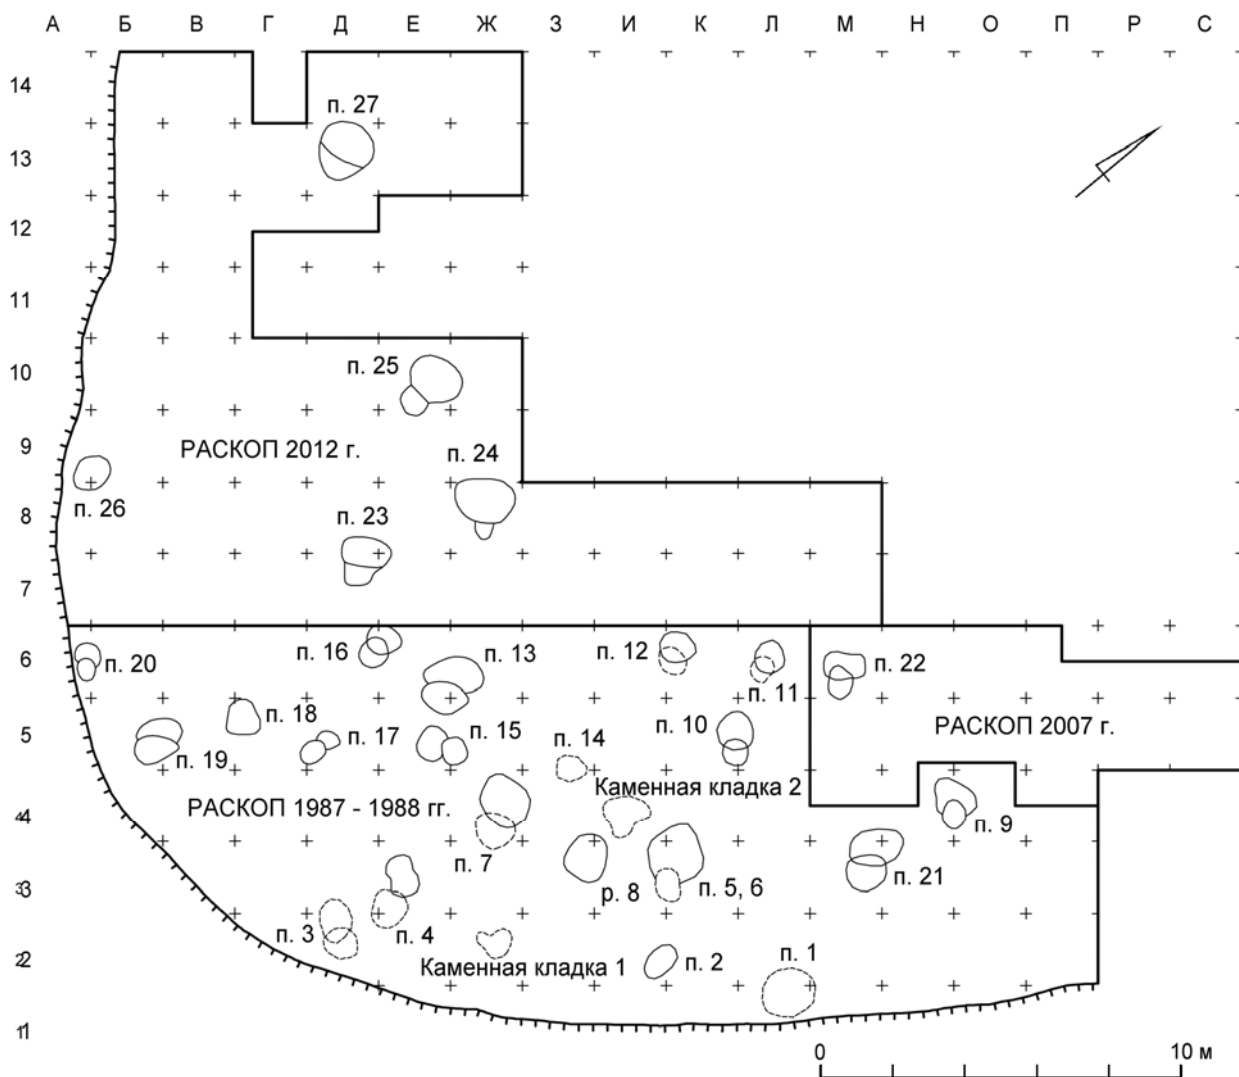 А Б В Г Д Е Ж З И К Л М Н О П Р С
14
п. 27
13
12
11
10
п. 25
9
РАСКОП 2012 г.
п. 24
п. 26
8
п. 23
7
6
п. 20
п. 16
п. 13
п. 12
п. 11
п. 22
5
п. 19
п. 18
п. 17
п. 15
п. 14
п. 10
РАСКОП 2007 г.
Каменная кладка 2
4
РАСКОП 1987 - 1988 гг.
п. 7
п. 9
3
р. 8
п. 5, 6
п. 21
2
п. 3
п. 4
Каменная кладка 1
п. 2
п. 1
1
0 10 м